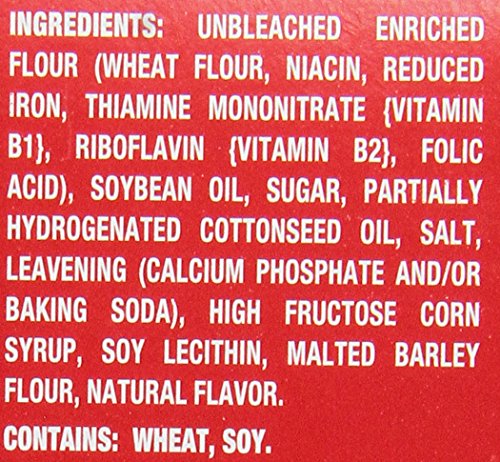 INGREDIENTS: UNBLEACHED ENRICHED
FLOUR (WHEAT FLOUR, NIACIN, REDUCED
IRON, THIAMINE MONONITRATE {VITAMIN
B1}, RIBOFLAVIN {VITAMIN B2}, FOLIC
ACID), SOYBEAN OIL, SUGAR, PARTIALLY
HYDROGENATED COTTONSEED OIL, SALT,
LEAVENING (CALCIUM PHOSPHATE AND/OR
BAKING SODA), HIGH FRUCTOSE CORN
SYRUP, SOY LECITHIN, MALTED BARLEY
FLOUR, NATURAL FLAVOR.
CONTAINS: WHEAT, SOY.